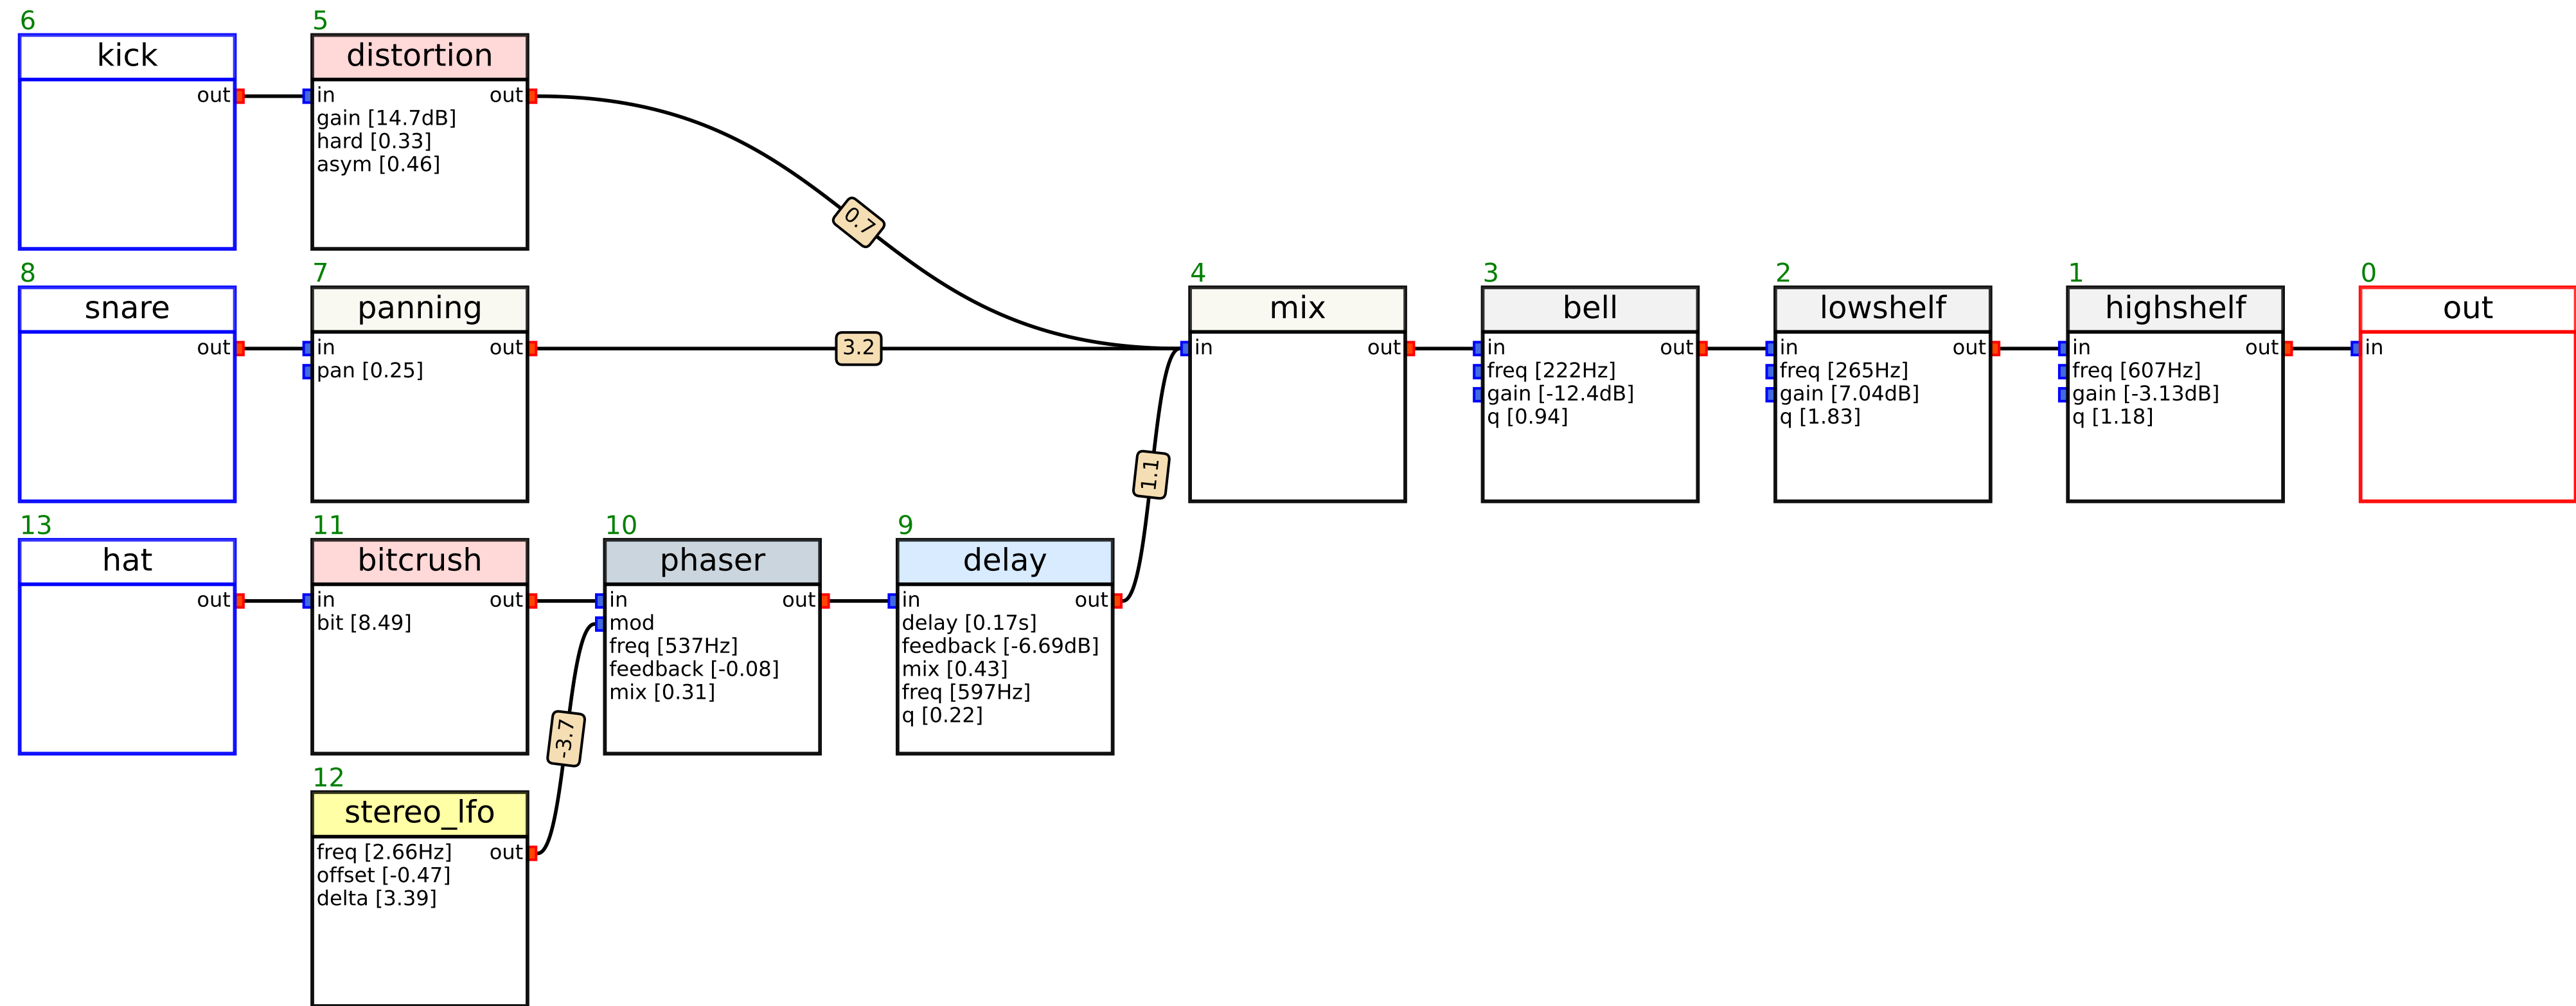 6
kick
out
5
distortion
in out
gain [14.7dB]
hard [0.33]
asym [0.46]
0.7
8
snare
out
7
panning
in out
pan [0.25]
3.2
4
mix
in out
3
bell
in out
freq [222Hz]
gain [-12.4dB]
q [0.94]
2
lowshelf
in out
freq [265Hz]
gain [7.04dB]
q [1.83]
1
highshelf
in out
freq [607Hz]
gain [-3.13dB]
q [1.18]
0
out
in
13
hat
out
11
bitcrush
in out
bit [8.49]
10
phaser
in out
mod
freq [537Hz]
feedback [-0.08]
mix [0.31]
9
delay
in out
delay [0.17s]
feedback [-6.69dB]
mix [0.43]
freq [597Hz]
q [0.22]
1.1
-3.7
12
stereo_lfo
freq [2.66Hz] out
offset [-0.47]
delta [3.39]